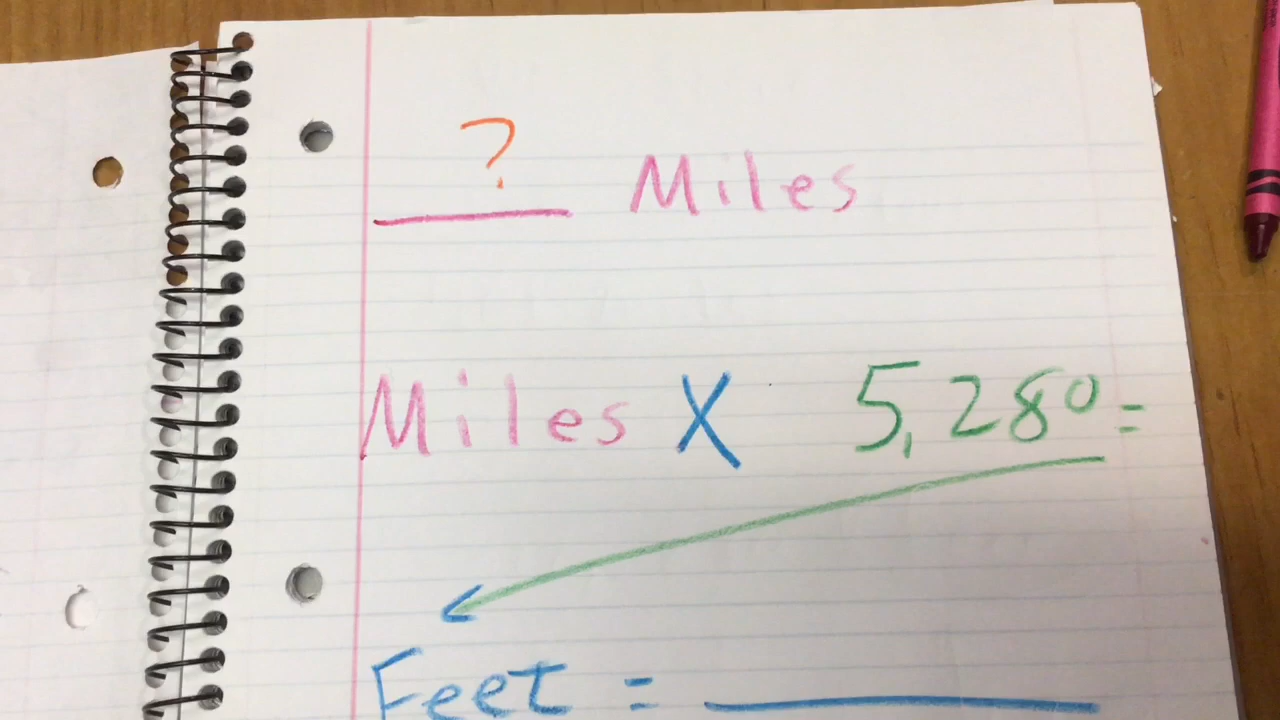 ? Miles
Miles X 5,280 =
Feet =